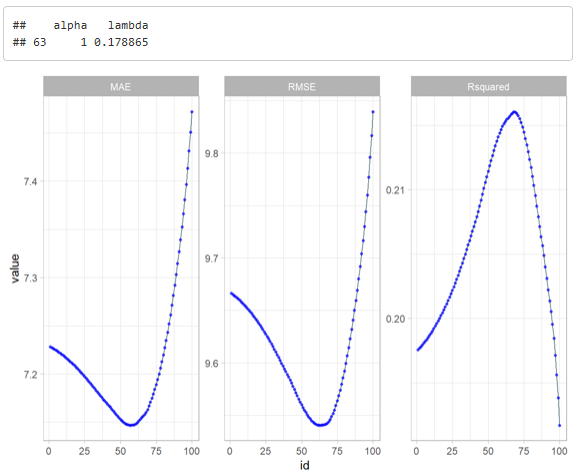 ##    alpha   lambda
## 63     1 0.178865
MAE
RMSE
Rsquared
value
7.4
7.3
7.2
9.8
9.7
9.6
0.21
0.20
0 25 50 75 100
0 25 50 75 100
0 25 50 75 100
id